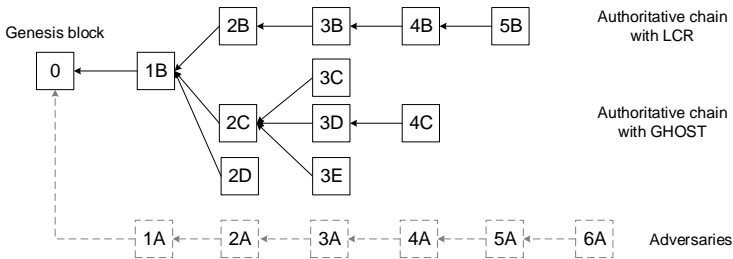 2B
3B
4B
5B
Authoritative chain
with LCR
Genesis block
0
1B
3C
2C
3D
4C
Authoritative chain
with GHOST
2D
3E
1A
2A
3A
4A
5A
6A
Adversaries